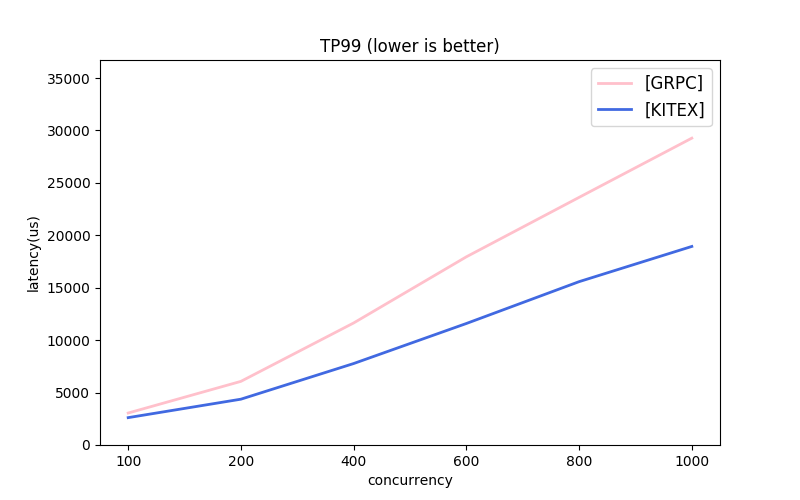 TP99 (lower is better)
[GRPC]
[KITEX]
35000
30000
25000
20000
15000
10000
5000
0
latency(us)
100 200 400 600 800 1000
concurrency